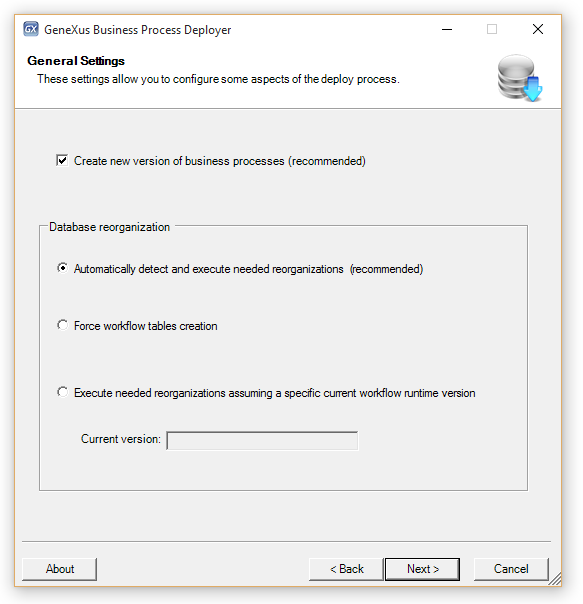 GX GeneXus Business Process Deployer
General Settings
These settings allow you to configure some aspects of the deploy process.
Create new version of business processes (recommended)
Database reorganization
Automatically detect and execute needed reorganizations (recommended)
Force workflow tables creation
Execute needed reorganizations assuming a specific current workflow runtime version
Current version:
About
< Back
Next >
Cancel